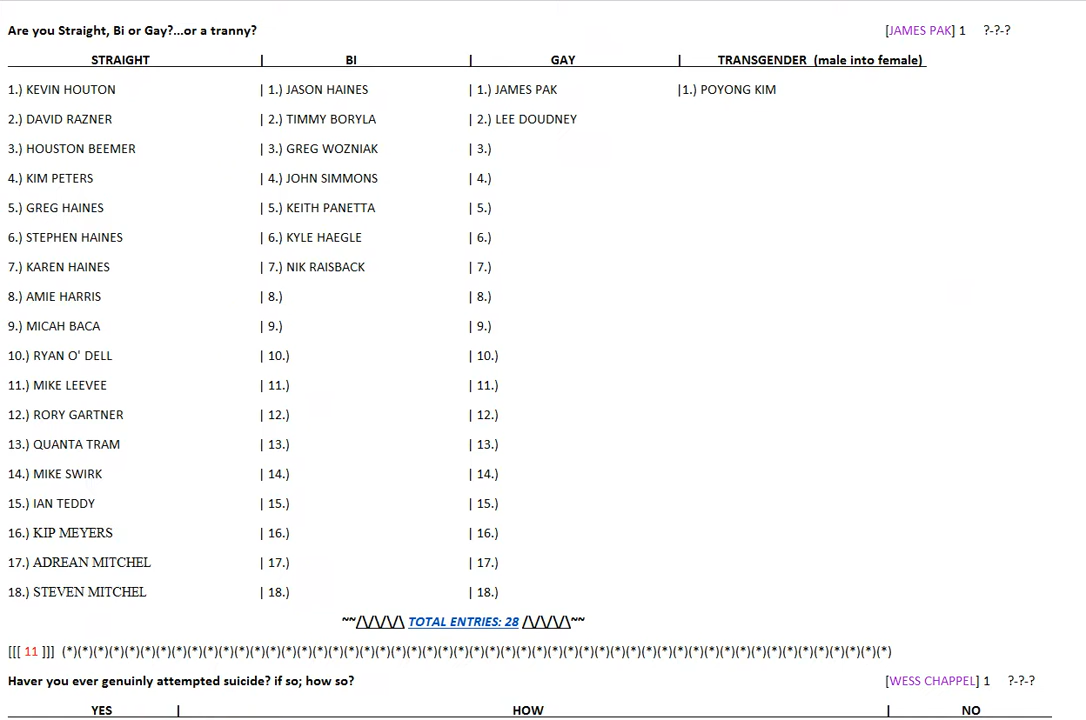 Are you Straight, Bi or Gay?...or a tranny? [JAMES PAK] 1 ?-?-?
STRAIGHT | BI | GAY | TRANSGENDER (male into female)
1.) KEVIN HOUTON | 1.) JASON HAINES | 1.) JAMES PAK |1.) POYONG KIM
2.) DAVID RAZNER | 2.) TIMMY BORYLA | 2.) LEE DOUDNEY
3.) HOUSTON BEEMER | 3.) GREG WOZNIAK | 3.)
4.) KIM PETERS | 4.) JOHN SIMMONS | 4.)
5.) GREG HAINES | 5.) KEITH PANETTA | 5.)
6.) STEPHEN HAINES | 6.) KYLE HAEGLE | 6.)
7.) KAREN HAINES | 7.) NIK RAISBACK | 7.)
8.) AMIE HARRIS | 8.) | 8.)
9.) MICAH BACA | 9.) | 9.)
10.) RYAN O' DELL | 10.) | 10.)
11.) MIKE LEEVEE | 11.) | 11.)
12.) RORY GARTNER | 12.) | 12.)
13.) QUANTA TRAM | 13.) | 13.)
14.) MIKE SWIRK | 14.) | 14.)
15.) IAN TEDDY | 15.) | 15.)
16.) KIP MEYERS | 16.) | 16.)
17.) ADREAN MITCHEL | 17.) | 17.)
18.) STEVEN MITCHEL | 18.) | 18.)
~~/\/\/\/\ TOTAL ENTRIES: 28 /\/\/\/\~~
[[[ 11 ]]] (*)(*)(*)(*)(*)(*)(*)(*)(*)(*)(*)(*)(*)(*)(*)(*)(*)(*)(*)(*)(*)(*)(*)(*)(*)(*)(*)(*)(*)(*)(*)(*)(*)(*)(*)(*)(*)(*)(*)(*)(*)(*)(*)(*)(*)(*)(*)(*)(*)(*)(*)(*)(*)
Haver you ever genuinely attempted suicide? if so; how so? [WESS CHAPPEL] 1 ?-?-?
YES | HOW | NO